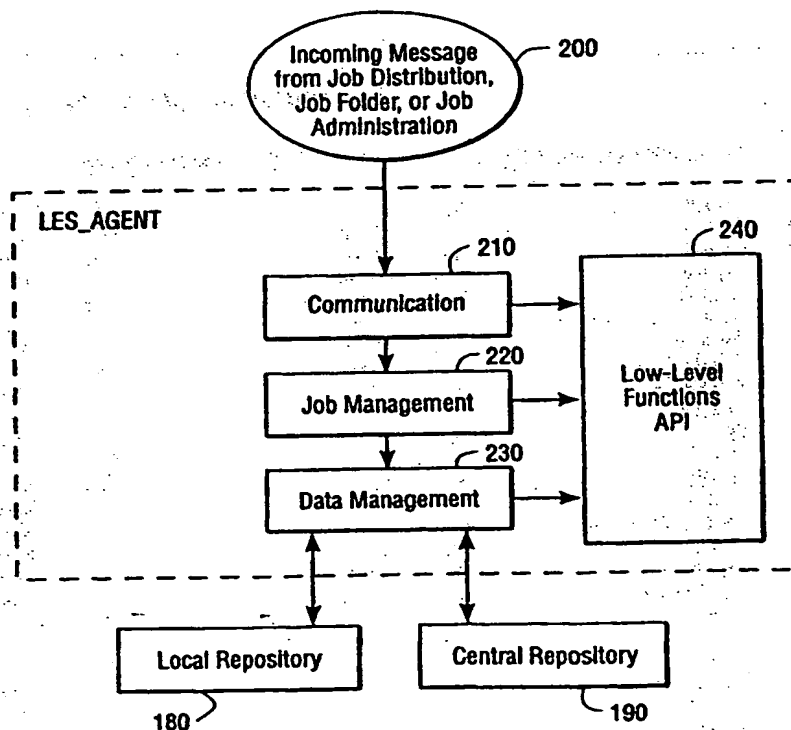 Incoming Message
from Job Distribution,
Job Folder, or Job
Administration
200
LES_AGENT
210
Communication
220
Job Management
230
Data Management
240
Low-Level
Functions
API
Local Repository
180
Central Repository
190